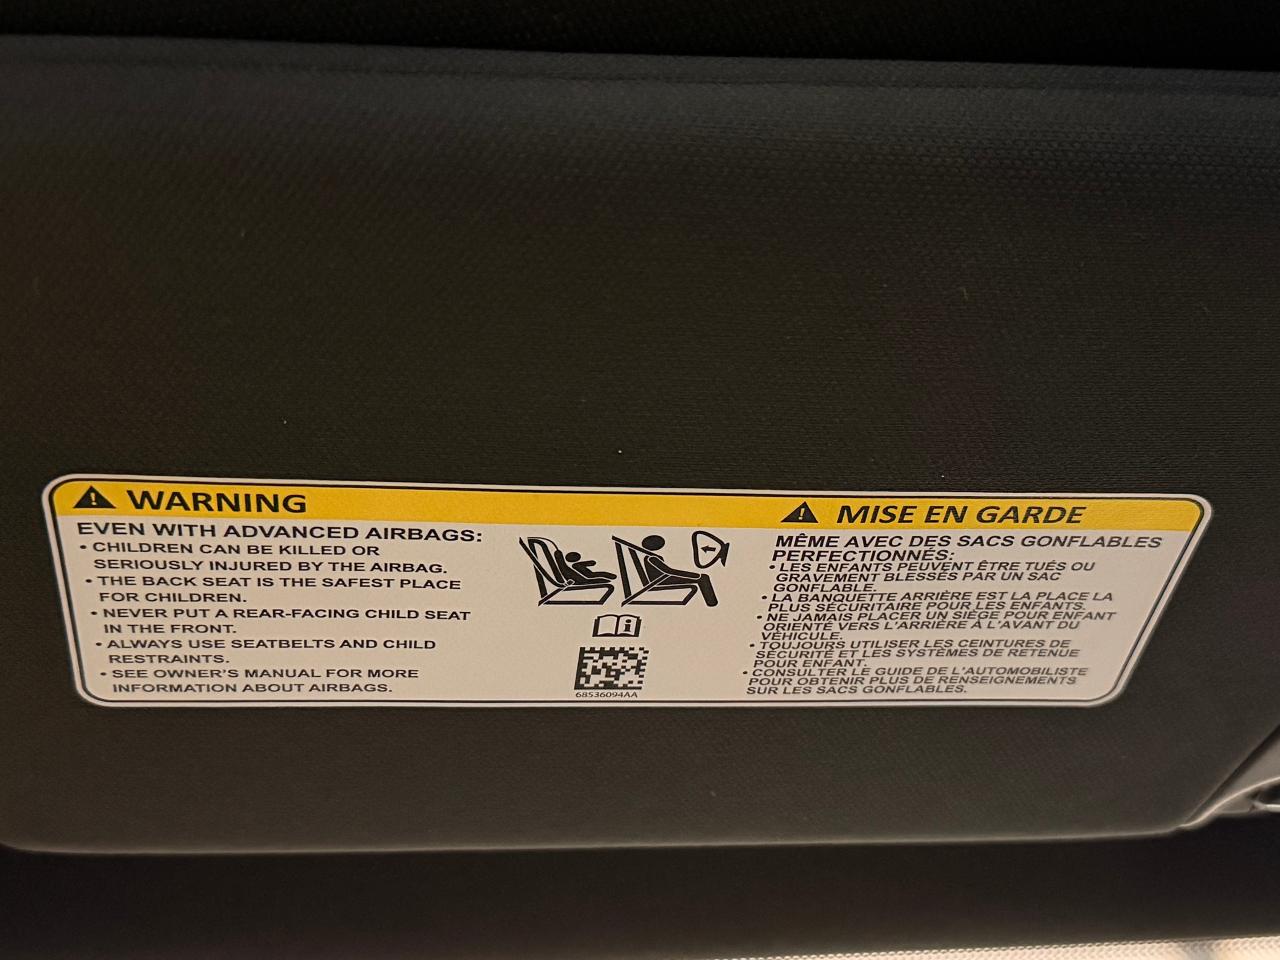 WARNING
EVEN WITH ADVANCED AIRBAGS:
• CHILDREN CAN BE KILLED OR
SERIOUSLY INJURED BY THE AIRBAG.
• THE BACK SEAT IS THE SAFEST PLACE
FOR CHILDREN.
• NEVER PUT A REAR-FACING CHILD SEAT
IN THE FRONT.
• ALWAYS USE SEATBELTS AND CHILD
RESTRAINTS.
• SEE OWNER'S MANUAL FOR MORE
INFORMATION ABOUT AIRBAGS.
68536094AA
MISE EN GARDE
MÊME AVEC DES SACS GONFLABLES
PERFECTIONNÉS:
• LES ENFANTS PEUVENT ÊTRE TUÉS OU
GRAVEMENT BLESSÉS PAR UN SAC
GONFLABLE.
• LA BANQUETTE ARRIÈRE EST LA PLACE LA
PLUS SÉCURITAIRE POUR LES ENFANTS.
• NE JAMAIS PLACER UN SIÈGE POUR ENFANT
ORIENTÉ VERS L'ARRIÈRE À L'AVANT DU
VÉHICULE.
• TOUJOURS UTILISER LES CEINTURES DE
SÉCURITÉ ET LES SYSTÈMES DE RETENUE
POUR ENFANT.
• CONSULTER LE GUIDE DE L'AUTOMOBILISTE
POUR OBTENIR PLUS DE RENSEIGNEMENTS
SUR LES SACS GONFLABLES.